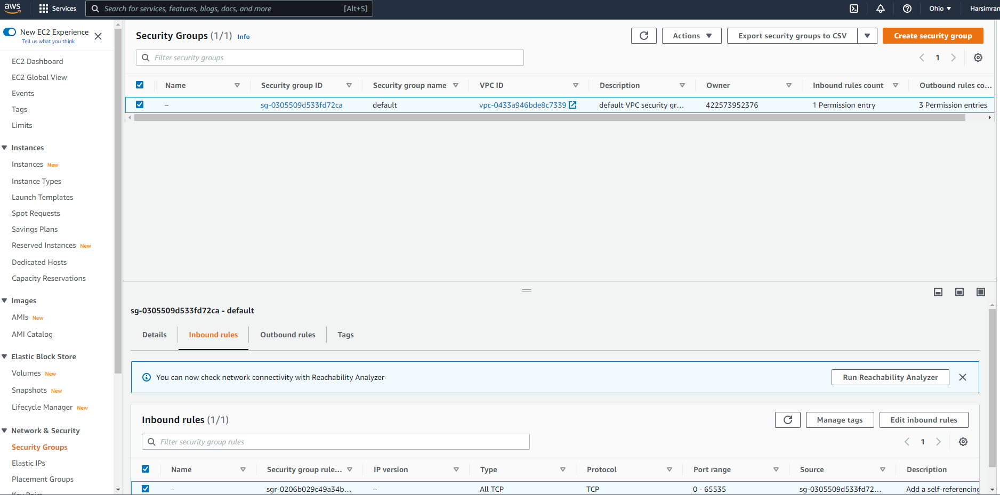 aws
Services
Search for services, features, blogs, docs, and more
[Alt+S]
Ohio
Harsimran
New EC2 Experience
Tell us what you think
EC2 Dashboard
EC2 Global View
Events
Tags
Limits
Instances
Instances New
Instance Types
Launch Templates
Spot Requests
Savings Plans
Reserved Instances New
Dedicated Hosts
Capacity Reservations
Images
AMIs New
AMI Catalog
Elastic Block Store
Volumes New
Snapshots New
Lifecycle Manager New
Network & Security
Security Groups
Elastic IPs
Placement Groups
Key Pairs
Security Groups (1/1) Info
Actions
Export security groups to CSV
Create security group
Filter security groups
1
Name Security group ID Security group name VPC ID Description Owner Inbound rules count Outbound rules co...
– sg-0305509d533fd72ca default vpc-0433a946bde8c7339 default VPC security gr... 422573952376 1 Permission entry 3 Permission entries
sg-0305509d533fd72ca - default
Details Inbound rules Outbound rules Tags
You can now check network connectivity with Reachability Analyzer
Run Reachability Analyzer
Inbound rules (1/1)
Manage tags
Edit inbound rules
Filter security group rules
1
Name Security group rule... IP version Type Protocol Port range Source Description
– sgr-0206b029c49a34b... – All TCP TCP 0 - 65535 sg-0305509d533fd72... Add a self-referencing